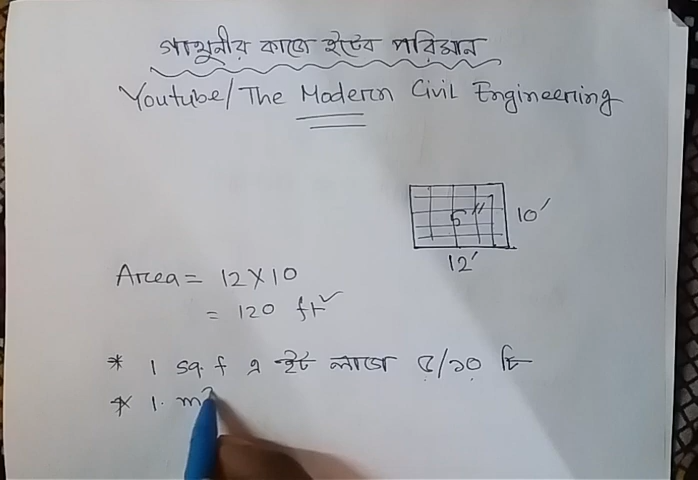 গাথুনীর কাজে ইটের পরিমান
Youtube/The Modern Civil Engineering
5"
10'
12'
Area = 12 X 10
= 120 ft²
* 1 sq. f এ ইট লাগে ৫/১০ টি
* 1. m²